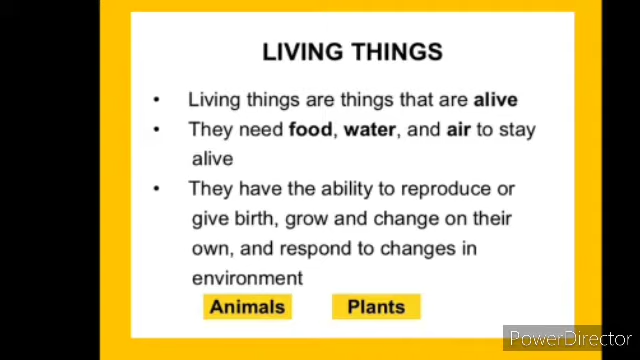 LIVING THINGS
• Living things are things that are alive
• They need food, water, and air to stay
alive
• They have the ability to reproduce or
give birth, grow and change on their
own, and respond to changes in
environment
Animals Plants
PowerDirector